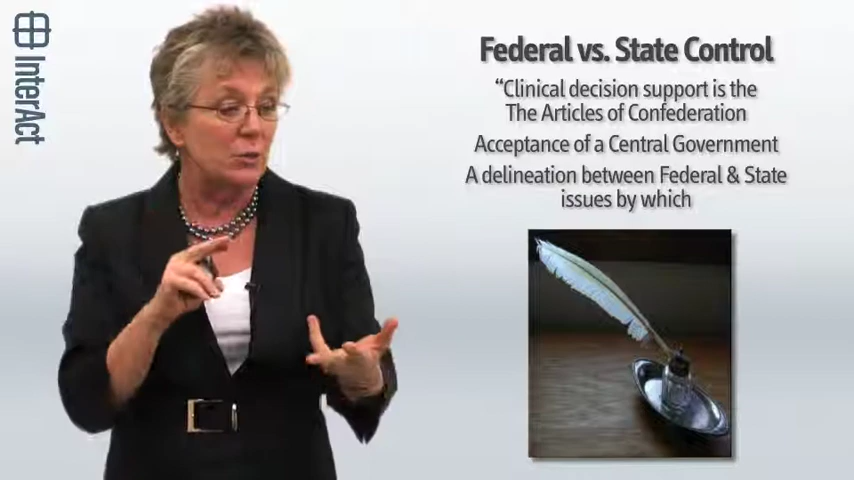 InterAct
Federal vs. State Control
“Clinical decision support is the
The Articles of Confederation
Acceptance of a Central Government
A delineation between Federal & State
issues by which